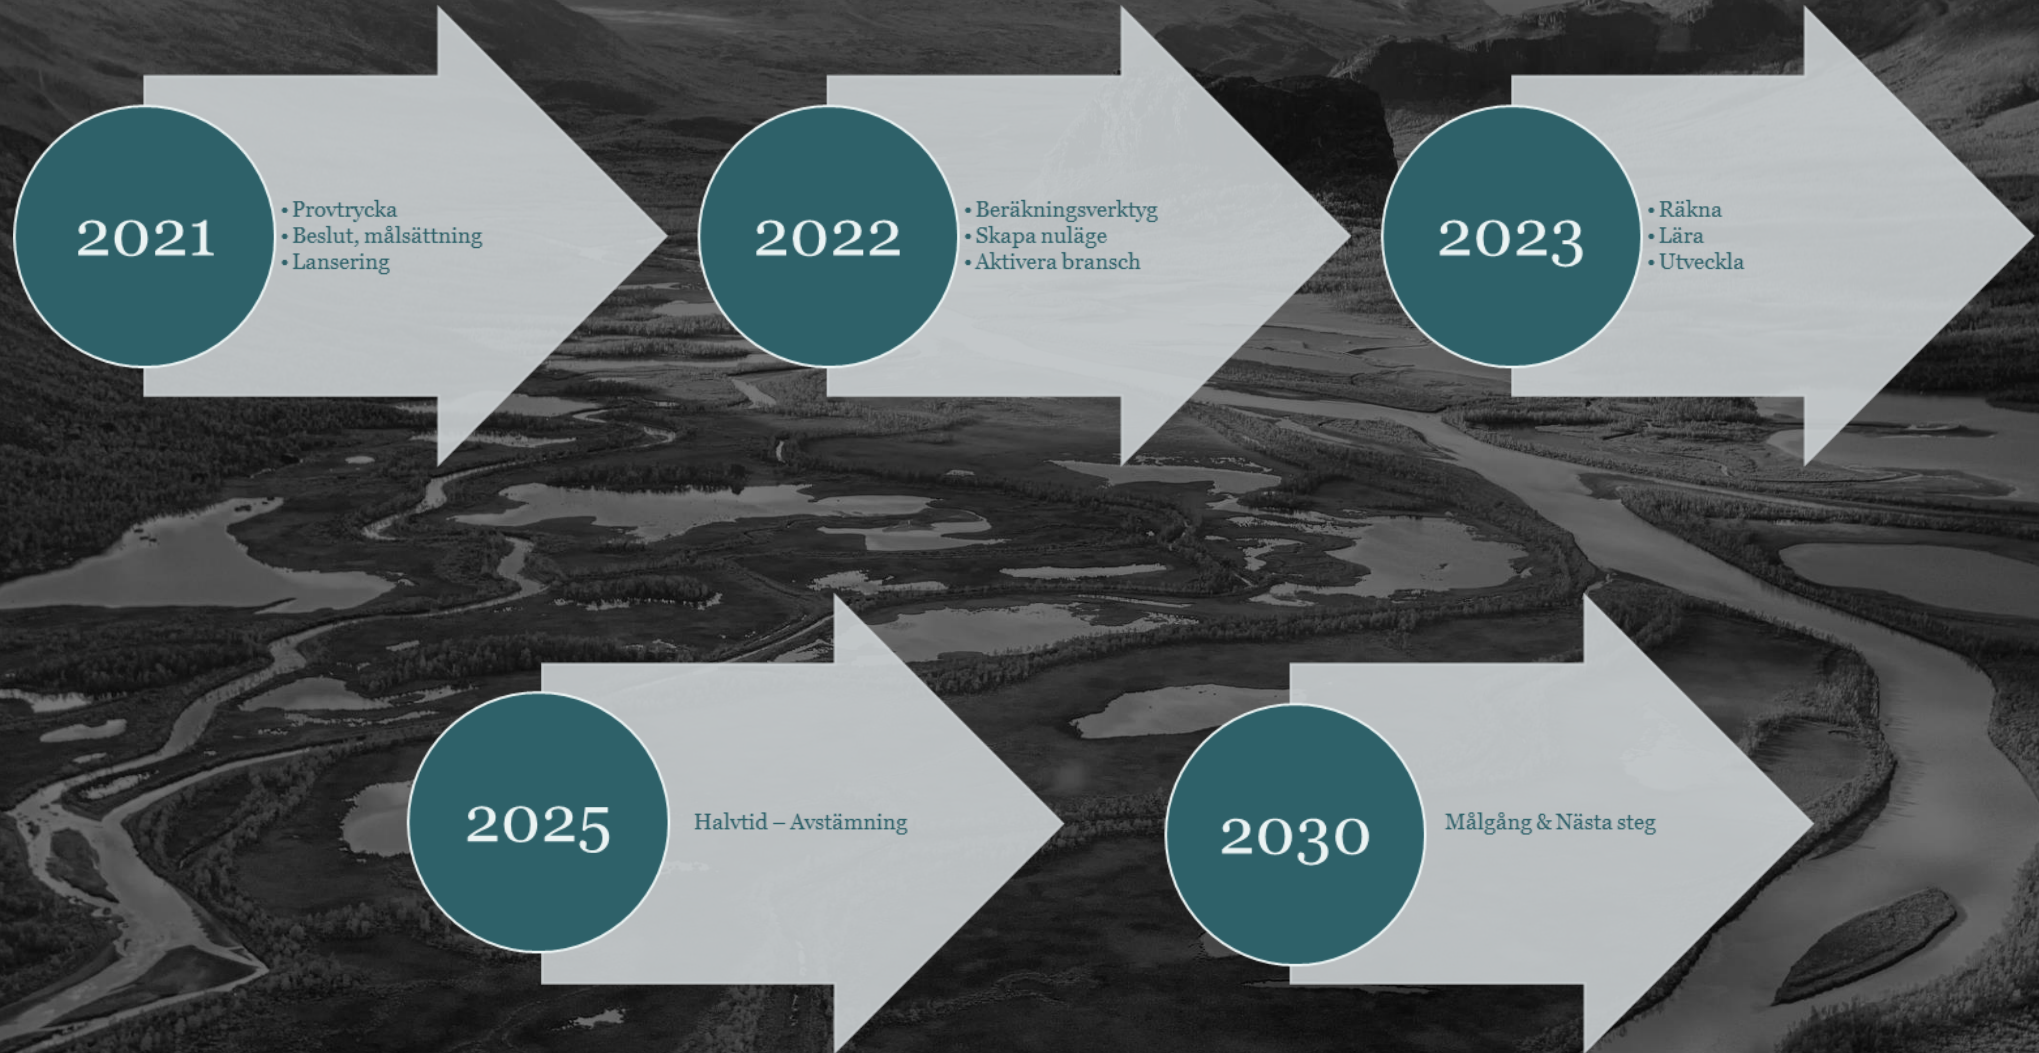 2021
• Provtrycka
• Beslut, målsättning
• Lansering
2022
• Beräkningsverktyg
• Skapa nuläge
• Aktivera bransch
2023
• Räkna
• Lära
• Utveckla
2025
Halvtid – Avstämning
2030
Målgång & Nästa steg